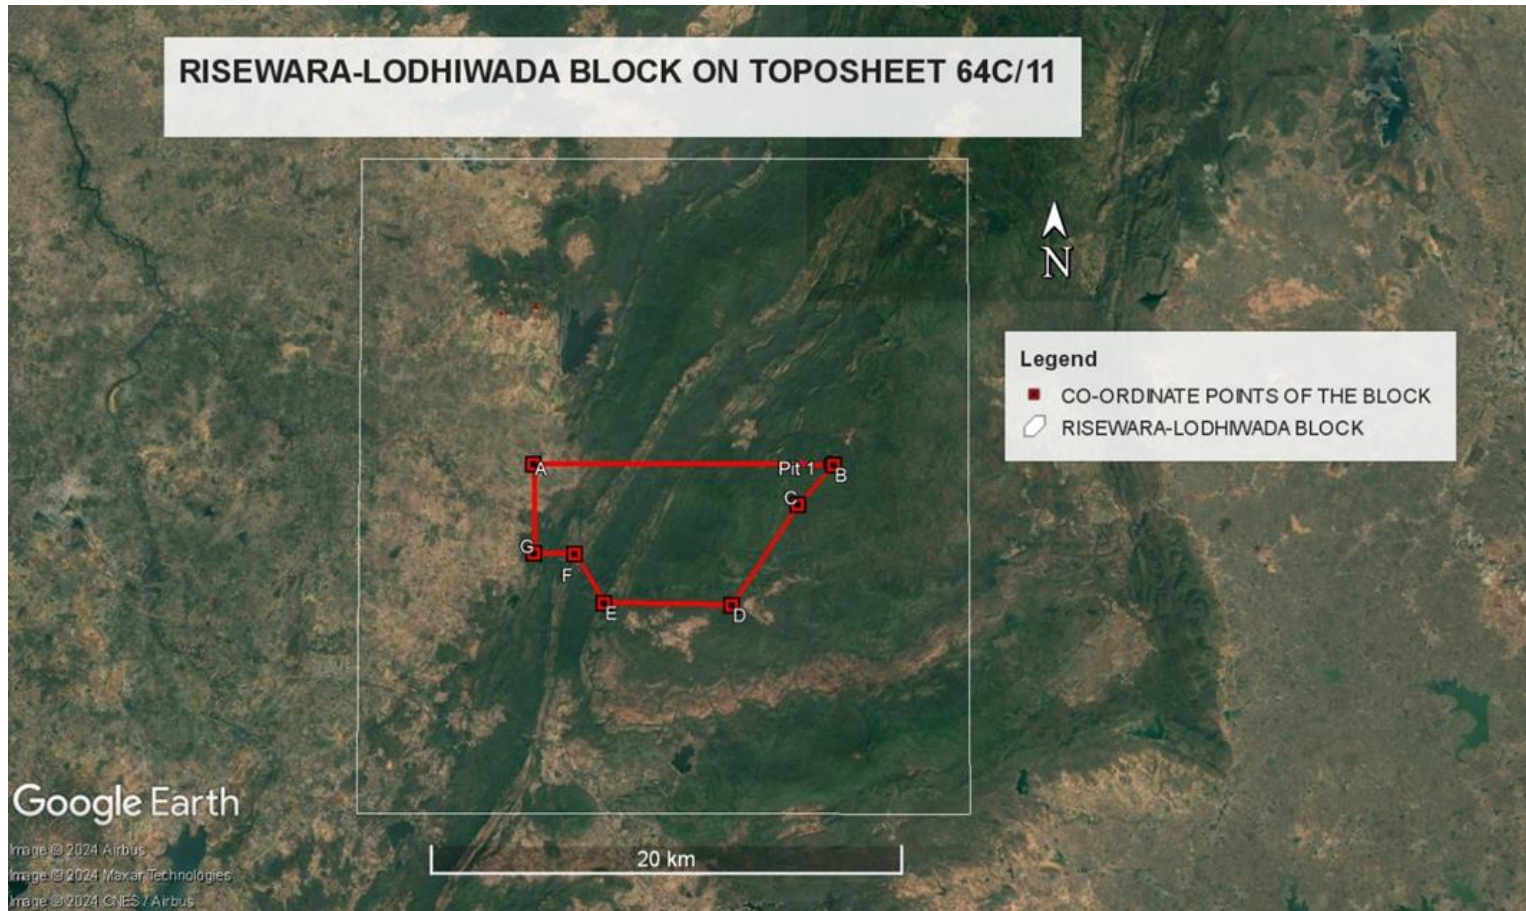 RISEWARA-LODHIWADA BLOCK ON TOPOSHEET 64C/11
N
Legend
CO-ORDINATE POINTS OF THE BLOCK
RISEWARA-LODHIWADA BLOCK
A
Pit 1
B
C
G
F
E
D
Google Earth
20 km
Image © 2024 Airbus
Image © 2024 Maxar Technologies
Image © 2024 CNES / Airbus